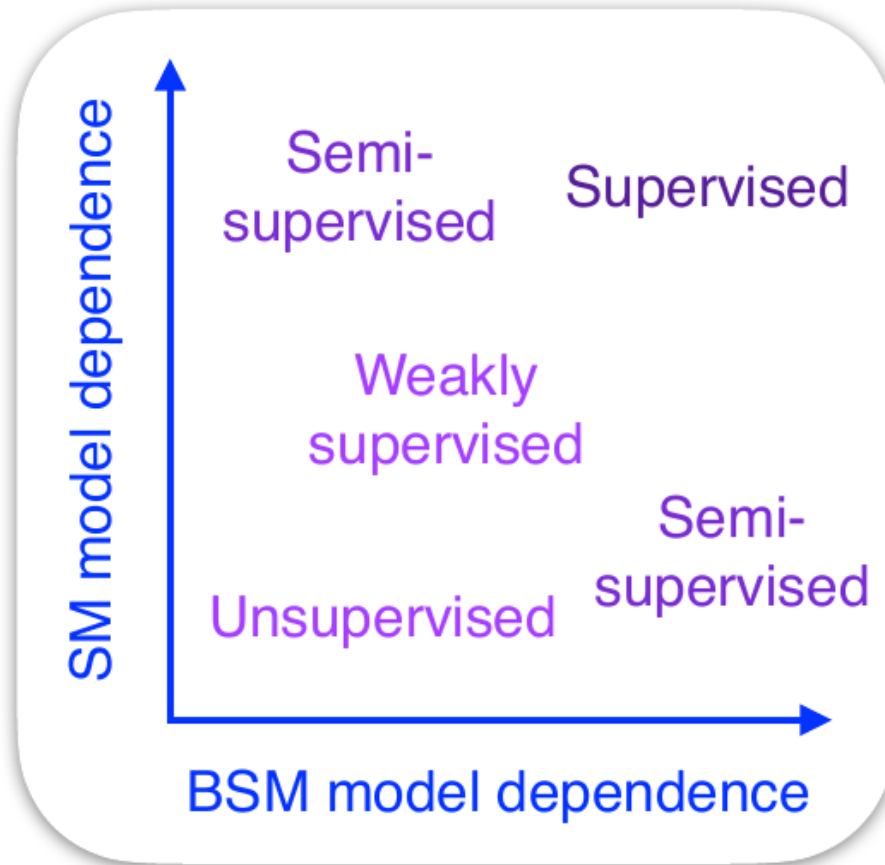 SM model dependence
Semi-
supervised
Supervised
Weakly
supervised
Semi-
supervised
Unsupervised
BSM model dependence